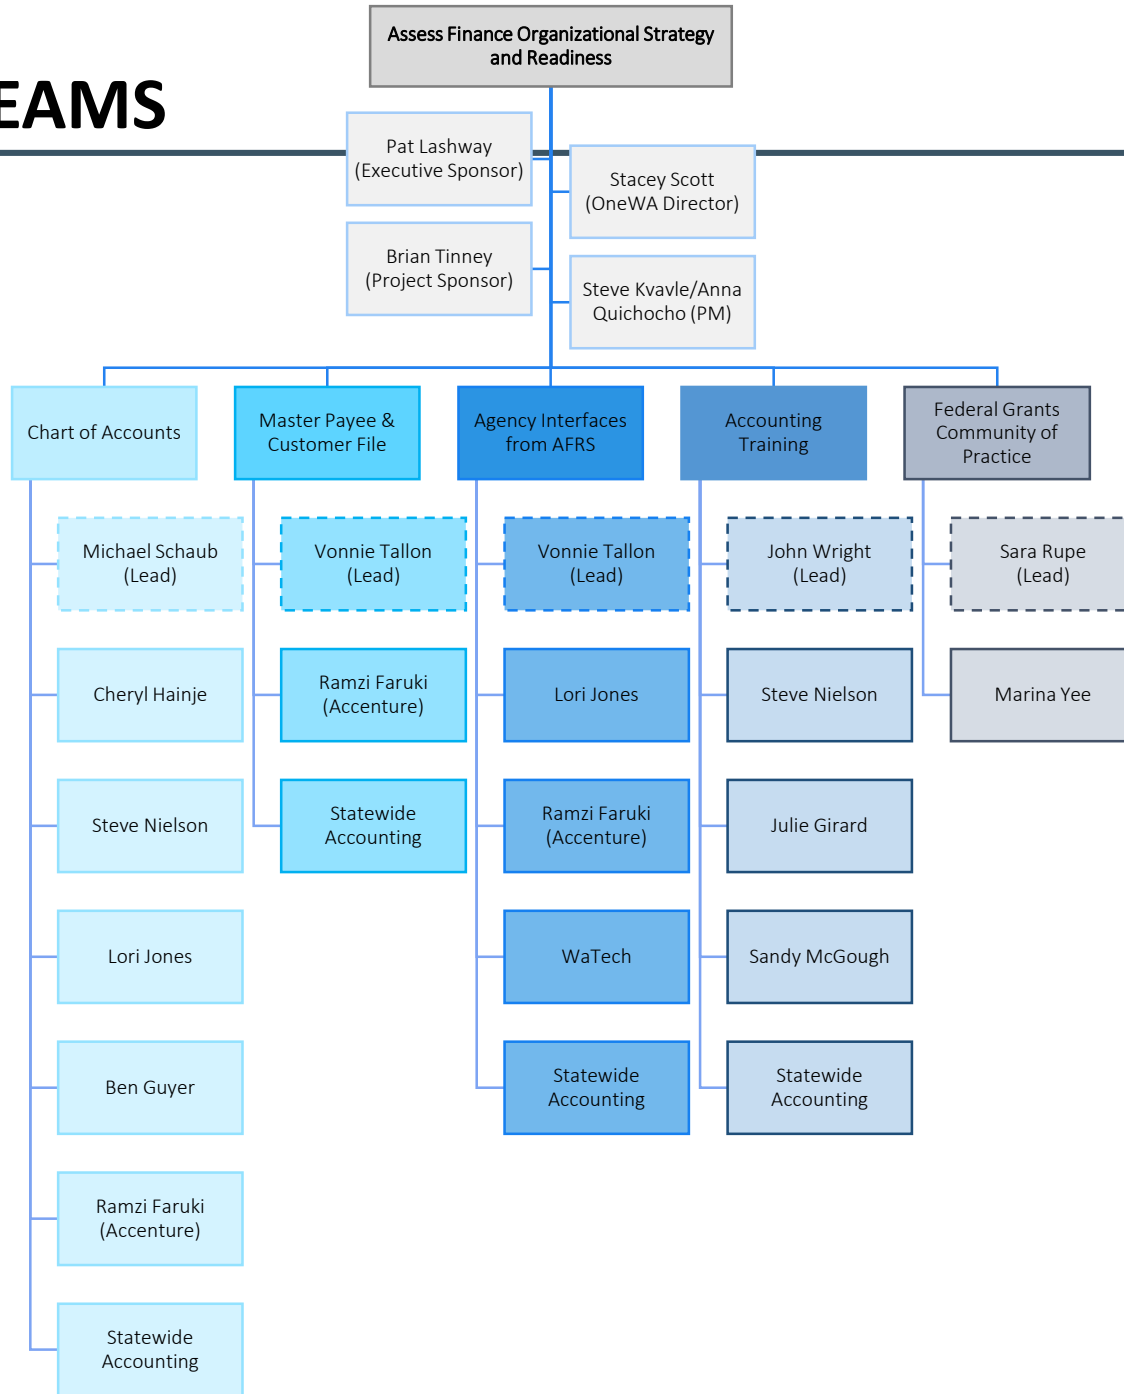 Assess Finance Organizational Strategy
and Readiness
EAMS
Pat Lashway
(Executive Sponsor)
Stacey Scott
(OneWA Director)
Brian Tinney
(Project Sponsor)
Steve Kvavle/Anna
Quichocho (PM)
Chart of Accounts
Michael Schaub
(Lead)
Cheryl Hainje
Steve Nielson
Lori Jones
Ben Guyer
Ramzi Faruki
(Accenture)
Statewide
Accounting
Master Payee &
Customer File
Vonnie Tallon
(Lead)
Ramzi Faruki
(Accenture)
Statewide
Accounting
Agency Interfaces
from AFRS
Vonnie Tallon
(Lead)
Lori Jones
Ramzi Faruki
(Accenture)
WaTech
Statewide
Accounting
Accounting
Training
John Wright
(Lead)
Steve Nielson
Julie Girard
Sandy McGough
Statewide
Accounting
Federal Grants
Community of
Practice
Sara Rupe
(Lead)
Marina Yee